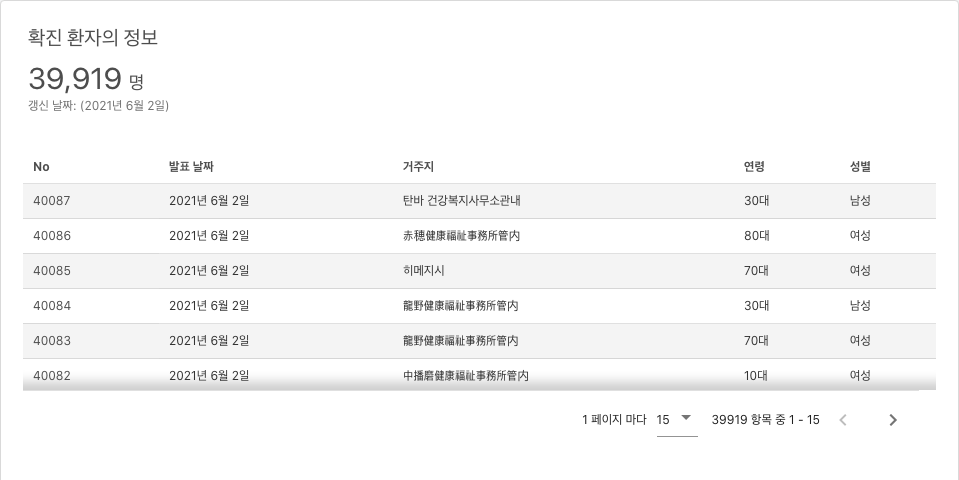 확진 환자의 정보
39,919 명
갱신 날짜: (2021년 6월 2일)
No 발표 날짜 거주지 연령 성별
40087 2021년 6월 2일 탄바 건강복지사무소관내 30대 남성
40086 2021년 6월 2일 赤穂健康福祉事務所管内 80대 여성
40085 2021년 6월 2일 히메지시 70대 여성
40084 2021년 6월 2일 龍野健康福祉事務所管内 30대 남성
40083 2021년 6월 2일 龍野健康福祉事務所管内 70대 여성
40082 2021년 6월 2일 中播磨健康福祉事務所管内 10대 여성
1 페이지 마다 15 39919 항목 중 1 - 15